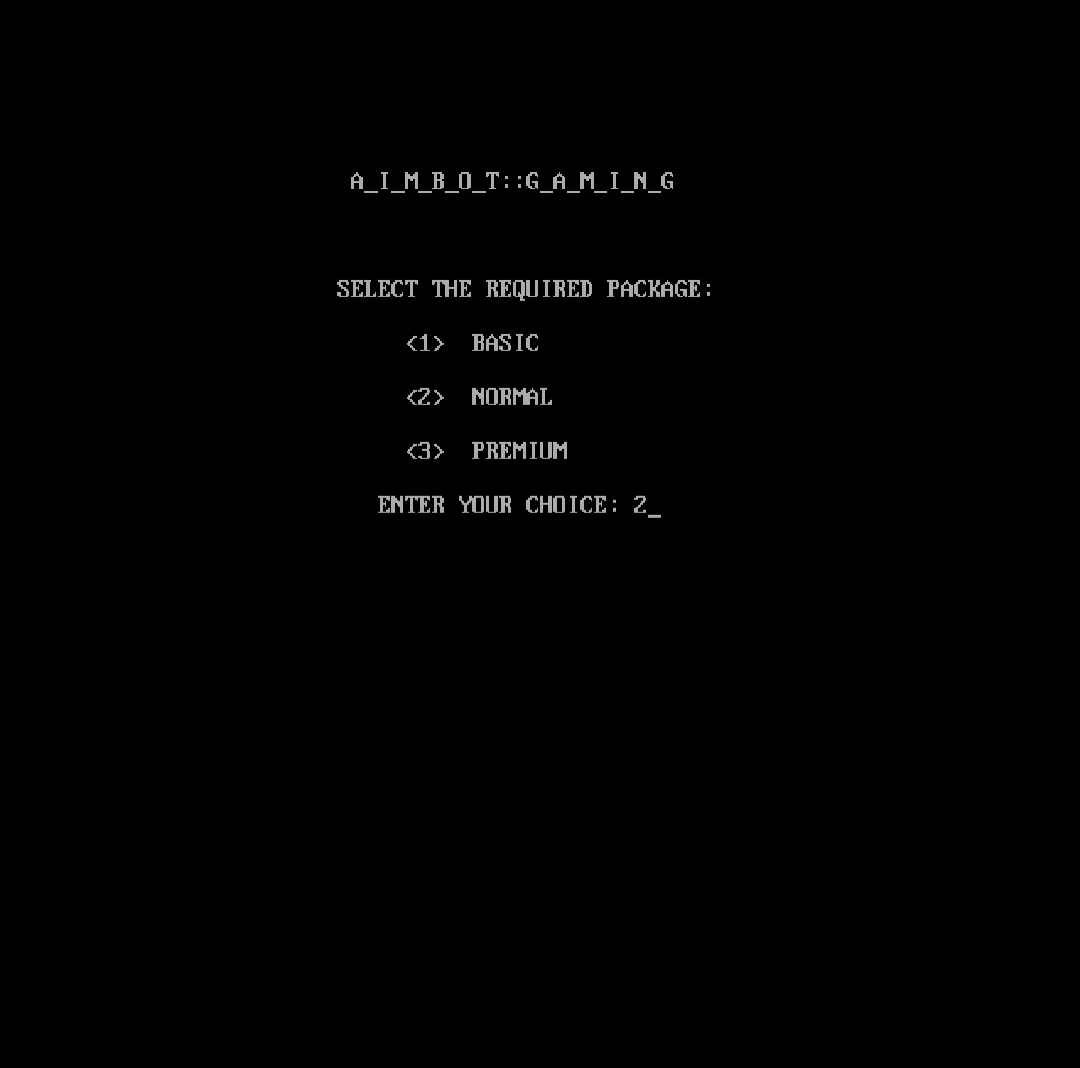 A_I_M_B_O_T::G_A_M_I_N_G
SELECT THE REQUIRED PACKAGE:
<1>  BASIC
<2>  NORMAL
<3>  PREMIUM
ENTER YOUR CHOICE: 2_